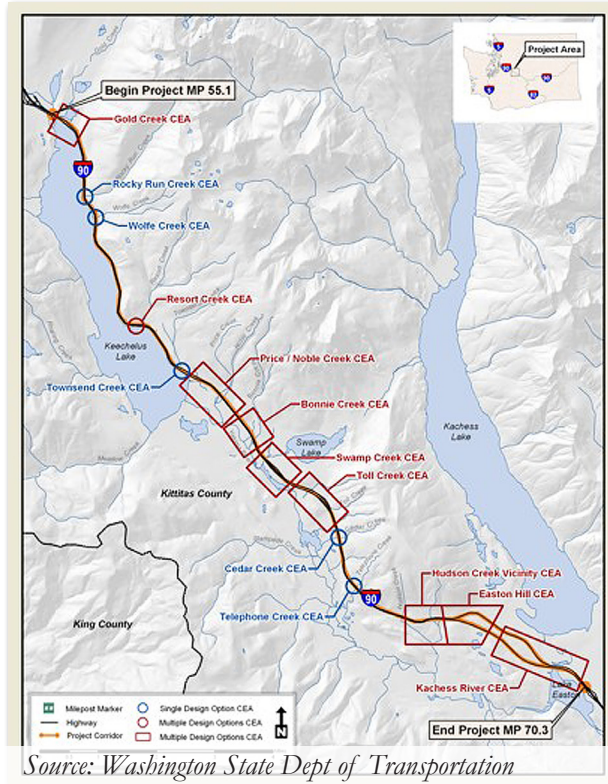 Project Area
Begin Project MP 55.1
Gold Creek CEA
90
Rocky Run Creek CEA
Wolfe Creek CEA
Resort Creek CEA
Keechelus
Lake
Price / Noble Creek CEA
Townsend Creek CEA
Bonnie Creek CEA
Kachess
Lake
Swamp
Lake
Swamp Creek CEA
Toll Creek CEA
Kittitas County
Cedar Creek CEA
Hudson Creek Vicinity CEA
Easton Hill CEA
90
Telephone Creek CEA
King County
Kachess River CEA
Lake
Easton
End Project MP 70.3
Milepost Marker
Highway
Project Corridor
Single Design Option CEA
Multiple Design Options CEA
Multiple Design Options CEA
N
Source: Washington State Dept of Transportation